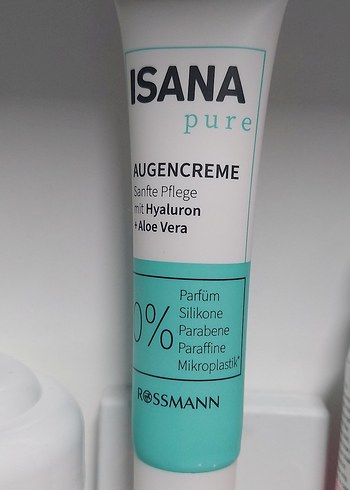 ISANA
pure
AUGENCREME
Sanfte Pflege
mit Hyaluron
+ Aloe Vera
0%
Parfüm
Silikone
Parabene
Paraffine
Mikroplastik*
ROSSMANN